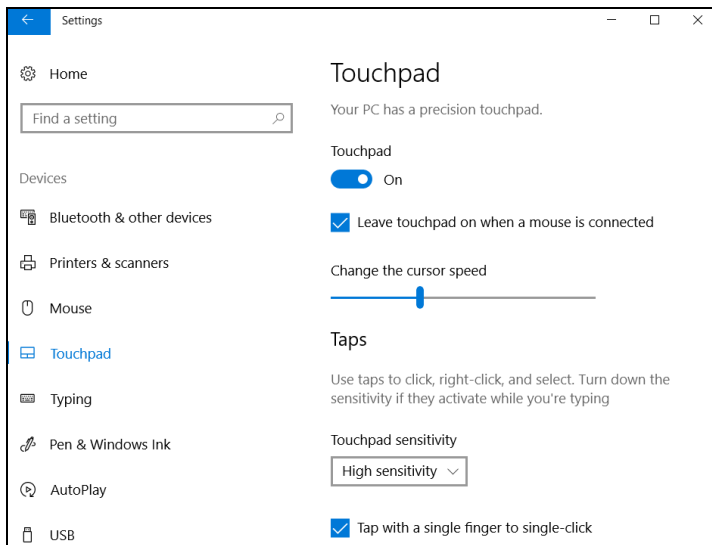 Settings
Home
Find a setting
Devices
Bluetooth & other devices
Printers & scanners
Mouse
Touchpad
Typing
Pen & Windows Ink
AutoPlay
USB
Touchpad
Your PC has a precision touchpad.
Touchpad
On
Leave touchpad on when a mouse is connected
Change the cursor speed
Taps
Use taps to click, right-click, and select. Turn down the
sensitivity if they activate while you're typing
Touchpad sensitivity
High sensitivity
Tap with a single finger to single-click